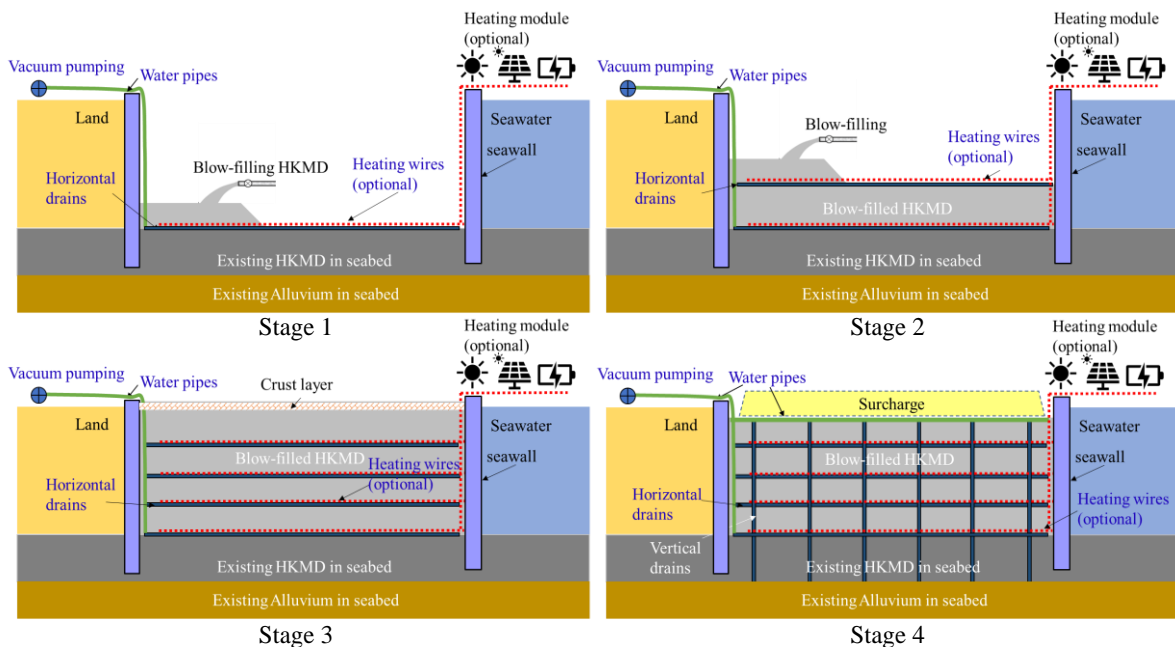 Heating module
(optional)
Vacuum pumping
Water pipes
Land
Seawater
Blow-filling HKMD
Heating wires
(optional)
seawall
Horizontal
drains
Existing HKMD in seabed
Existing Alluvium in seabed
Stage 1
Heating module
(optional)
Vacuum pumping
Water pipes
Land
Seawater
Blow-filling
Heating wires
(optional)
seawall
Horizontal
drains
Blow-filled HKMD
Existing HKMD in seabed
Existing Alluvium in seabed
Stage 2
Heating module
(optional)
Vacuum pumping
Water pipes
Crust layer
Land
Seawater
Blow-filled HKMD
Heating wires
(optional)
seawall
Horizontal
drains
Existing HKMD in seabed
Existing Alluvium in seabed
Stage 3
Heating module
(optional)
Vacuum pumping
Water pipes
Surcharge
Land
Seawater
Blow-filled HKMD
seawall
Horizontal
drains
Heating wires
(optional)
Vertical
drains
Existing HKMD in seabed
Existing Alluvium in seabed
Stage 4